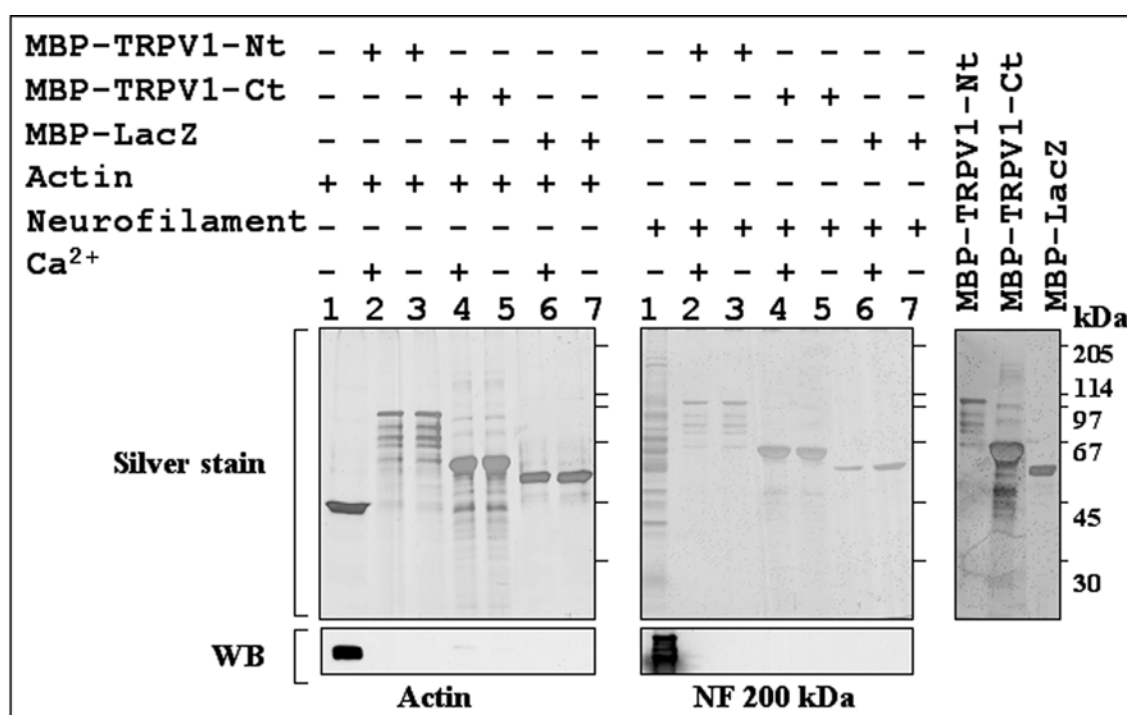 MBP-TRPV1-Nt − + + − − − − − + + − − − −
MBP-TRPV1-Ct − − − + + − − − − − + + − −
MBP-LacZ − − − − − + + − − − − − + +
Actin + + + + + + + − − − − − − −
Neurofilament − − − − − − − + + + + + + +
Ca2+ − + − + − + − − + − + − + −
1 2 3 4 5 6 7 1 2 3 4 5 6 7
MBP-TRPV1-Nt
MBP-TRPV1-Ct
MBP-LacZ
kDa
205
114
97
67
45
30
Silver stain
WB
Actin NF 200 kDa